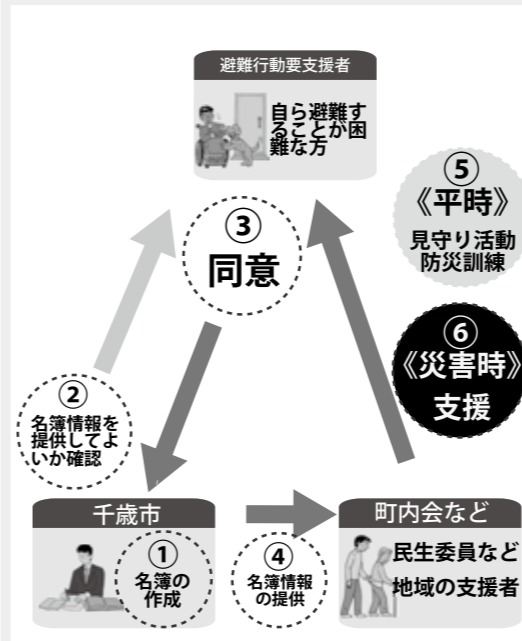 避難行動要支援者
自ら避難す
ることが困
難な方
③
同意
⑤
《平時》
見守り活動
防災訓練
⑥
《災害時》
支援
②
名簿情報を
提供してよ
いか確認
千歳市
①
名簿の
作成
④
名簿情報
の提供
町内会など
民生委員など
地域の支援者